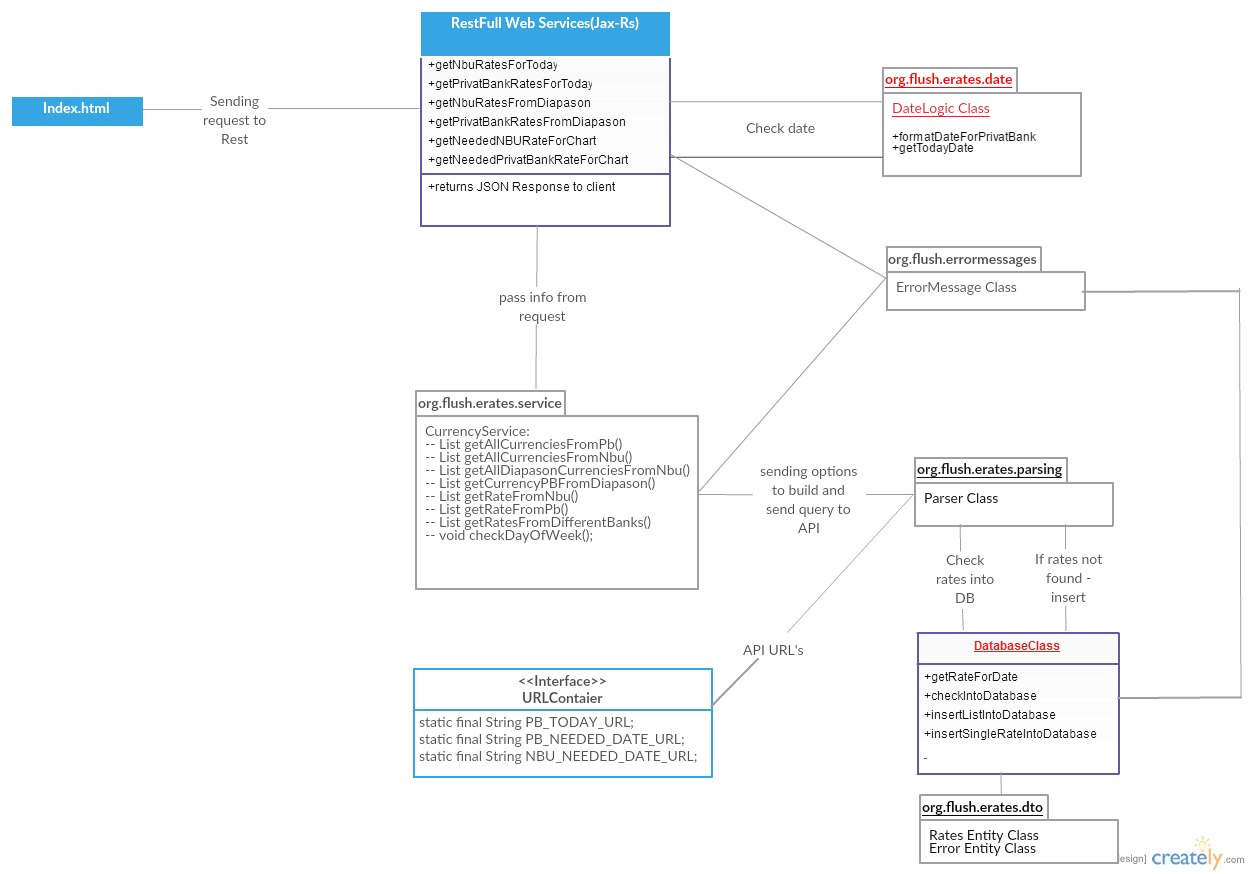 RestFull Web Services(Jax-Rs)
+getNbuRatesForToday
+getPrivatBankRatesForToday
+getNbuRatesFromDiapason
+getPrivatBankRatesFromDiapason
+getNeededNBURateForChart
+getNeededPrivatBankRateForChart
+returns JSON Response to client
Index.html
Sending
request to
Rest
Check date
org.flush.erates.date
DateLogic Class
+formatDateForPrivatBank
+getTodayDate
org.flush.errormessages
ErrorMessage Class
pass info from
request
org.flush.erates.service
CurrencyService:
-- List getAllCurrenciesFromPb()
-- List getAllCurrenciesFromNbu()
-- List getAllDiapasonCurrenciesFromNbu()
-- List getCurrencyPBFromDiapason()
-- List getRateFromNbu()
-- List getRateFromPb()
-- List getRatesFromDifferentBanks()
-- void checkDayOfWeek();
sending options
to build and
send query to
API
org.flush.erates.parsing
Parser Class
Check
rates into
DB
If rates not
found -
insert
API URL's
<<Interface>>
URLContaier
static final String PB_TODAY_URL;
static final String PB_NEEDED_DATE_URL;
static final String NBU_NEEDED_DATE_URL;
DatabaseClass
+getRateForDate
+checkIntoDatabase
+insertListIntoDatabase
+insertSingleRateIntoDatabase
-
org.flush.erates.dto
Rates Entity Class
Error Entity Class
esign]
creately.com